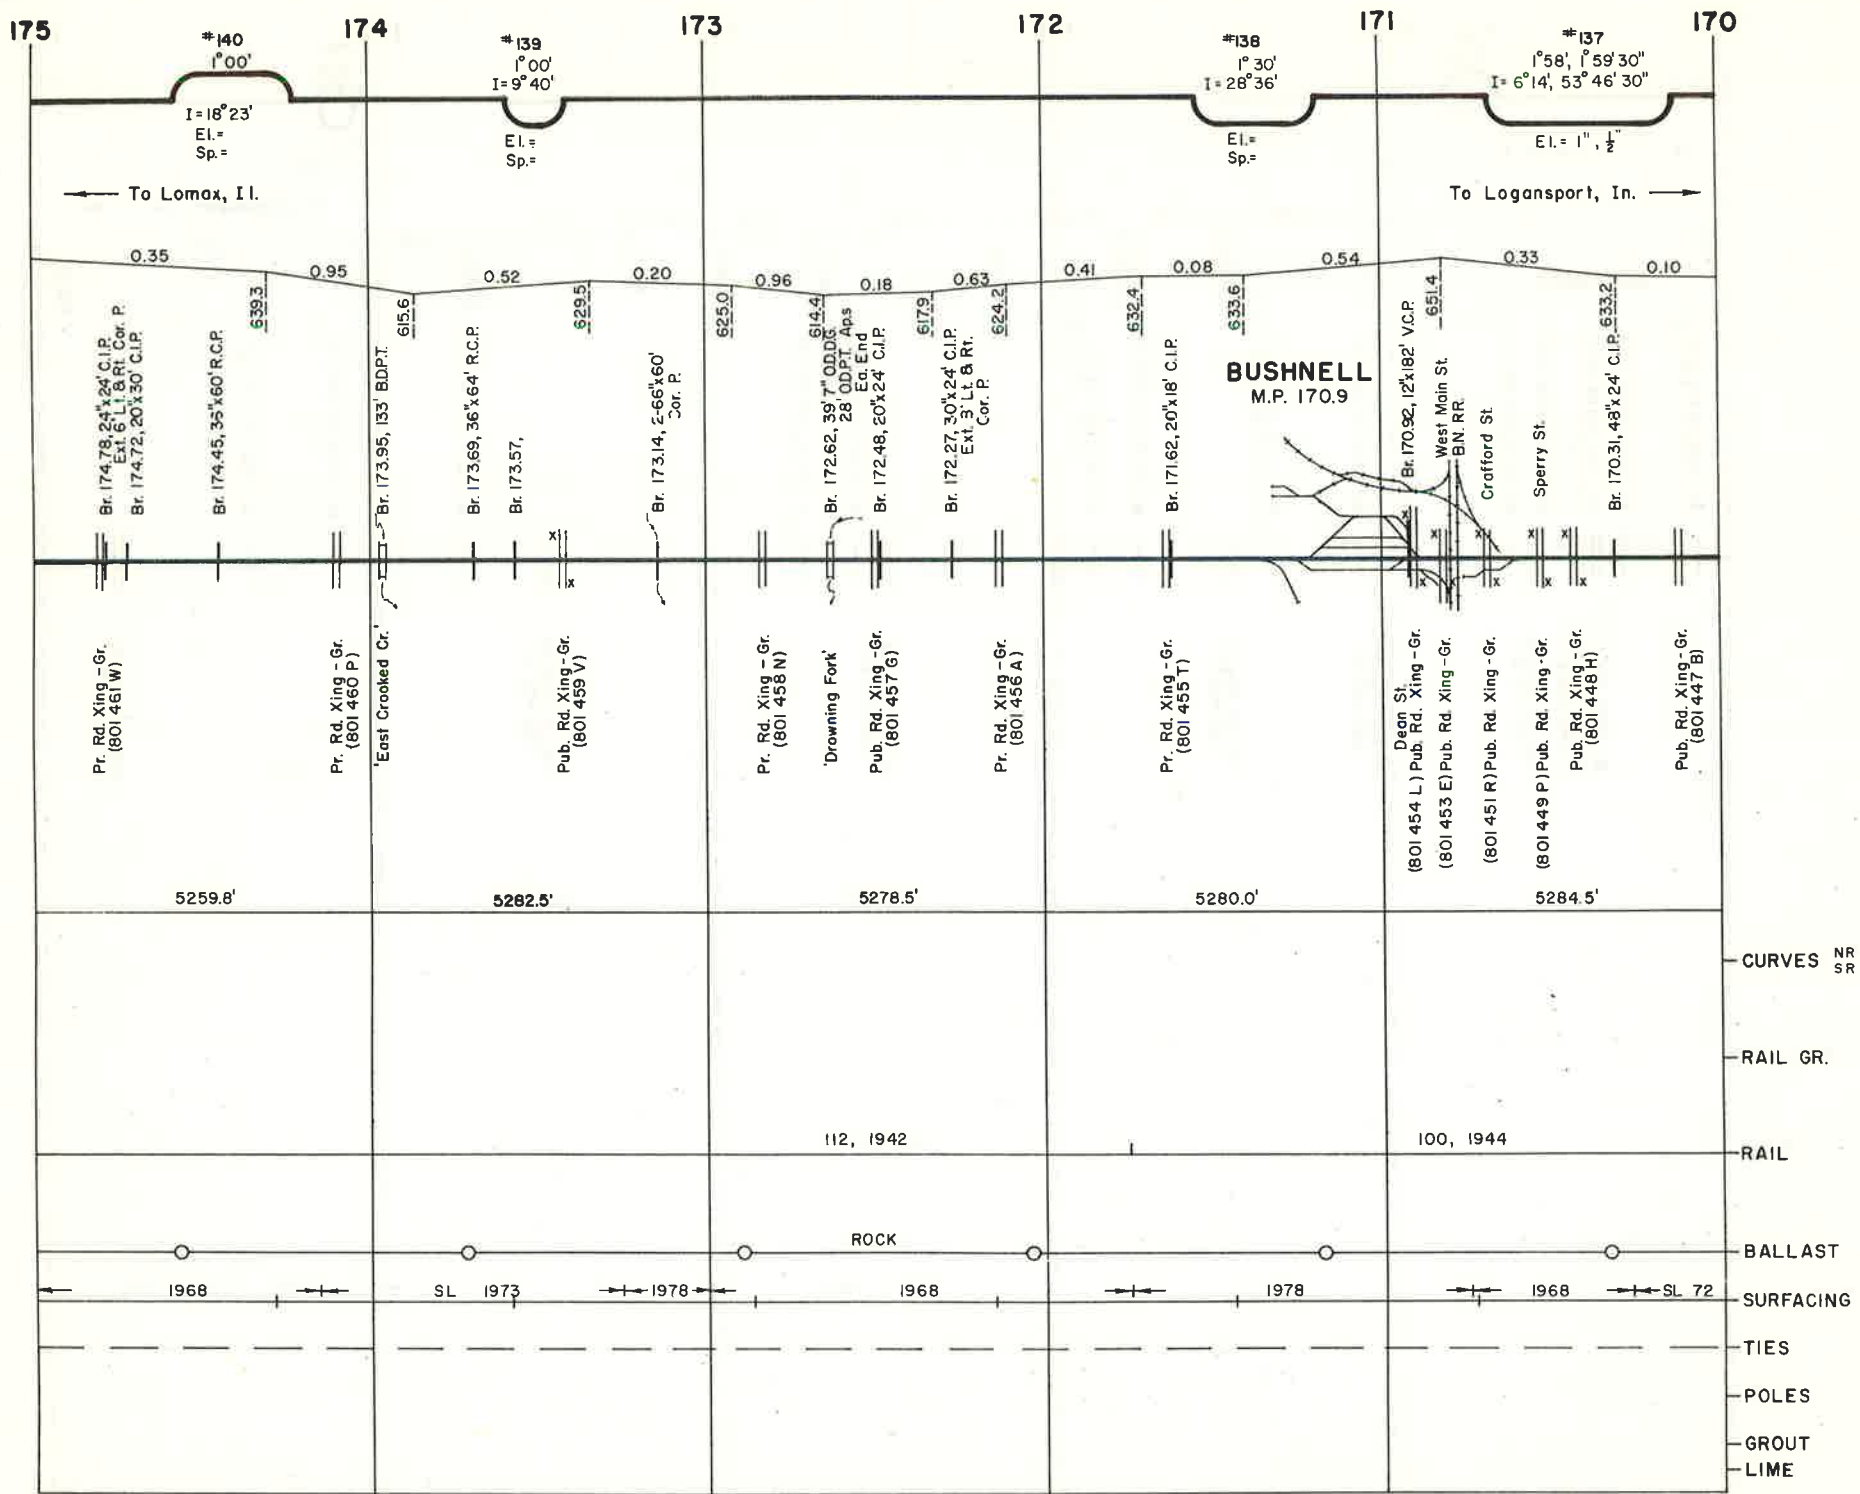 175 174 173 172 171 170
#140
1°00'
I=18°23'
El.=
Sp.=
#139
1°00'
I=9°40'
El.=
Sp.=
#138
1°30'
I=28°36'
El.=
Sp.=
#137
1°58', 1°59'30"
I=6°14', 53°46'30"
El.= 1", ½"
To Lomax, Il.
To Logansport, In.
0.35 0.95 0.52 0.20 0.96 0.18 0.63 0.41 0.08 0.54 0.33 0.10
639.3
615.6
629.5
625.0
614.4
617.9
624.2
632.4
633.6
651.4
633.2
Br. 174.78, 24"x24' C.I.P.
Ext. 6' Lt. & Rt. Cor. P.
Br. 174.72, 20"x30' C.I.P.
Br. 174.45, 36"x60' R.C.P.
Br. 173.95, 133' B.D.P.T.
Br. 173.69, 36"x64' R.C.P.
Br. 173.57,
Br. 173.14, 2-66"x60'
Cor. P.
Br. 172.62, 39'7" O.D.D.G.
28' O.D.P.T. Aps
Ea. End
Br. 172.48, 20"x24' C.I.P.
Br. 172.27, 30"x24' C.I.P.
Ext. 3' Lt. & Rt.
Cor. P.
Br. 171.62, 20"x18' C.I.P.
BUSHNELL
M.P. 170.9
Br. 170.92, 12"x182' V.C.P.
West Main St.
B.N. RR.
Crafford St.
Sperry St.
Br. 170.31, 48"x24' C.I.P.
x x x x x
x x x x x x
Pr. Rd. Xing-Gr.
(801 461 W)
Pr. Rd. Xing-Gr.
(801 460 P)
'East Crooked Cr.'
Pub. Rd. Xing-Gr.
(801 459 V)
Pr. Rd. Xing-Gr.
(801 458 N)
'Drowning Fork'
Pub. Rd. Xing-Gr.
(801 457 G)
Pr. Rd. Xing-Gr.
(801 456 A)
Pr. Rd. Xing-Gr.
(801 455 T)
Dean St.
(801 454 L) Pub. Rd. Xing-Gr.
(801 453 E) Pub. Rd. Xing-Gr.
(801 451 R) Pub. Rd. Xing-Gr.
(801 449 P) Pub. Rd. Xing-Gr.
Pub. Rd. Xing-Gr.
(801 448 H)
Pub. Rd. Xing-Gr.
(801 447 B)
5259.8' 5282.5' 5278.5' 5280.0' 5284.5'
CURVES NR
SR
RAIL GR.
112, 1942 100, 1944
RAIL
ROCK
BALLAST
1968 SL 1973 1978 1968 1978 1968 SL 72
SURFACING
TIES
POLES
GROUT
LIME